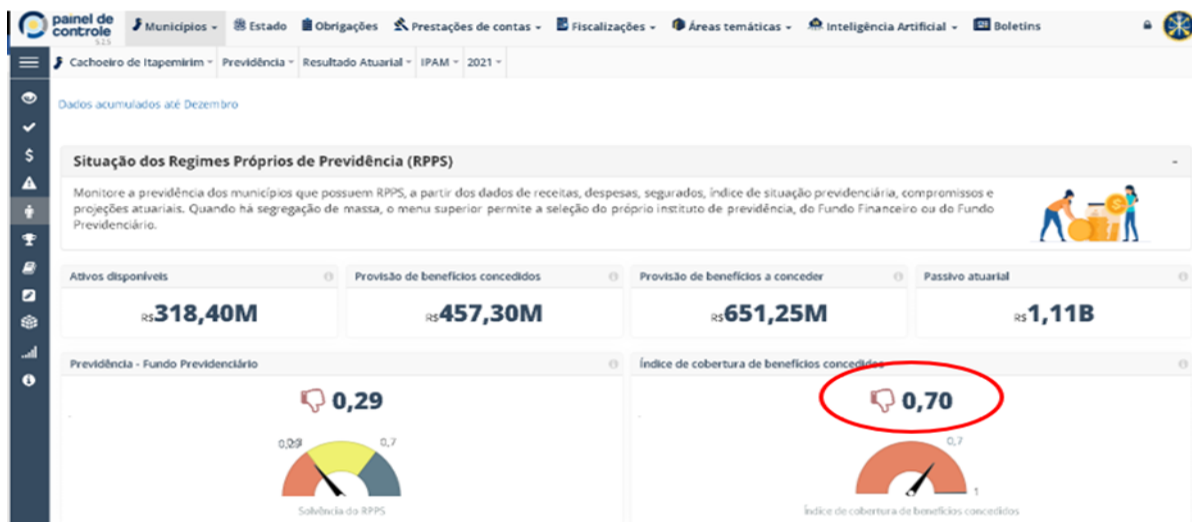 painel de controle
5.2.5
Municípios
Estado
Obrigações
Prestações de contas
Fiscalizações
Áreas temáticas
Inteligência Artificial
Boletins
Cachoeiro de Itapemirim
Previdência
Resultado Atuarial
IPAM
2021
Dados acumulados até Dezembro
Situação dos Regimes Próprios de Previdência (RPPS)
-
Monitore a previdência dos municípios que possuem RPPS, a partir dos dados de receitas, despesas, segurados, índice de situação previdenciária, compromissos e
projeções atuariais. Quando há segregação de massa, o menu superior permite a seleção do próprio instituto de previdência, do Fundo Financeiro ou do Fundo
Previdenciário.
Ativos disponíveis
Provisão de benefícios concedidos
Provisão de benefícios a conceder
Passivo atuarial
R$318,40M
R$457,30M
R$651,25M
R$1,11B
Previdência - Fundo Previdenciário
Índice de cobertura de benefícios concedidos
0,29
0,70
0,7
0,7
1
Solvência do RPPS
Índice de cobertura de benefícios concedidos